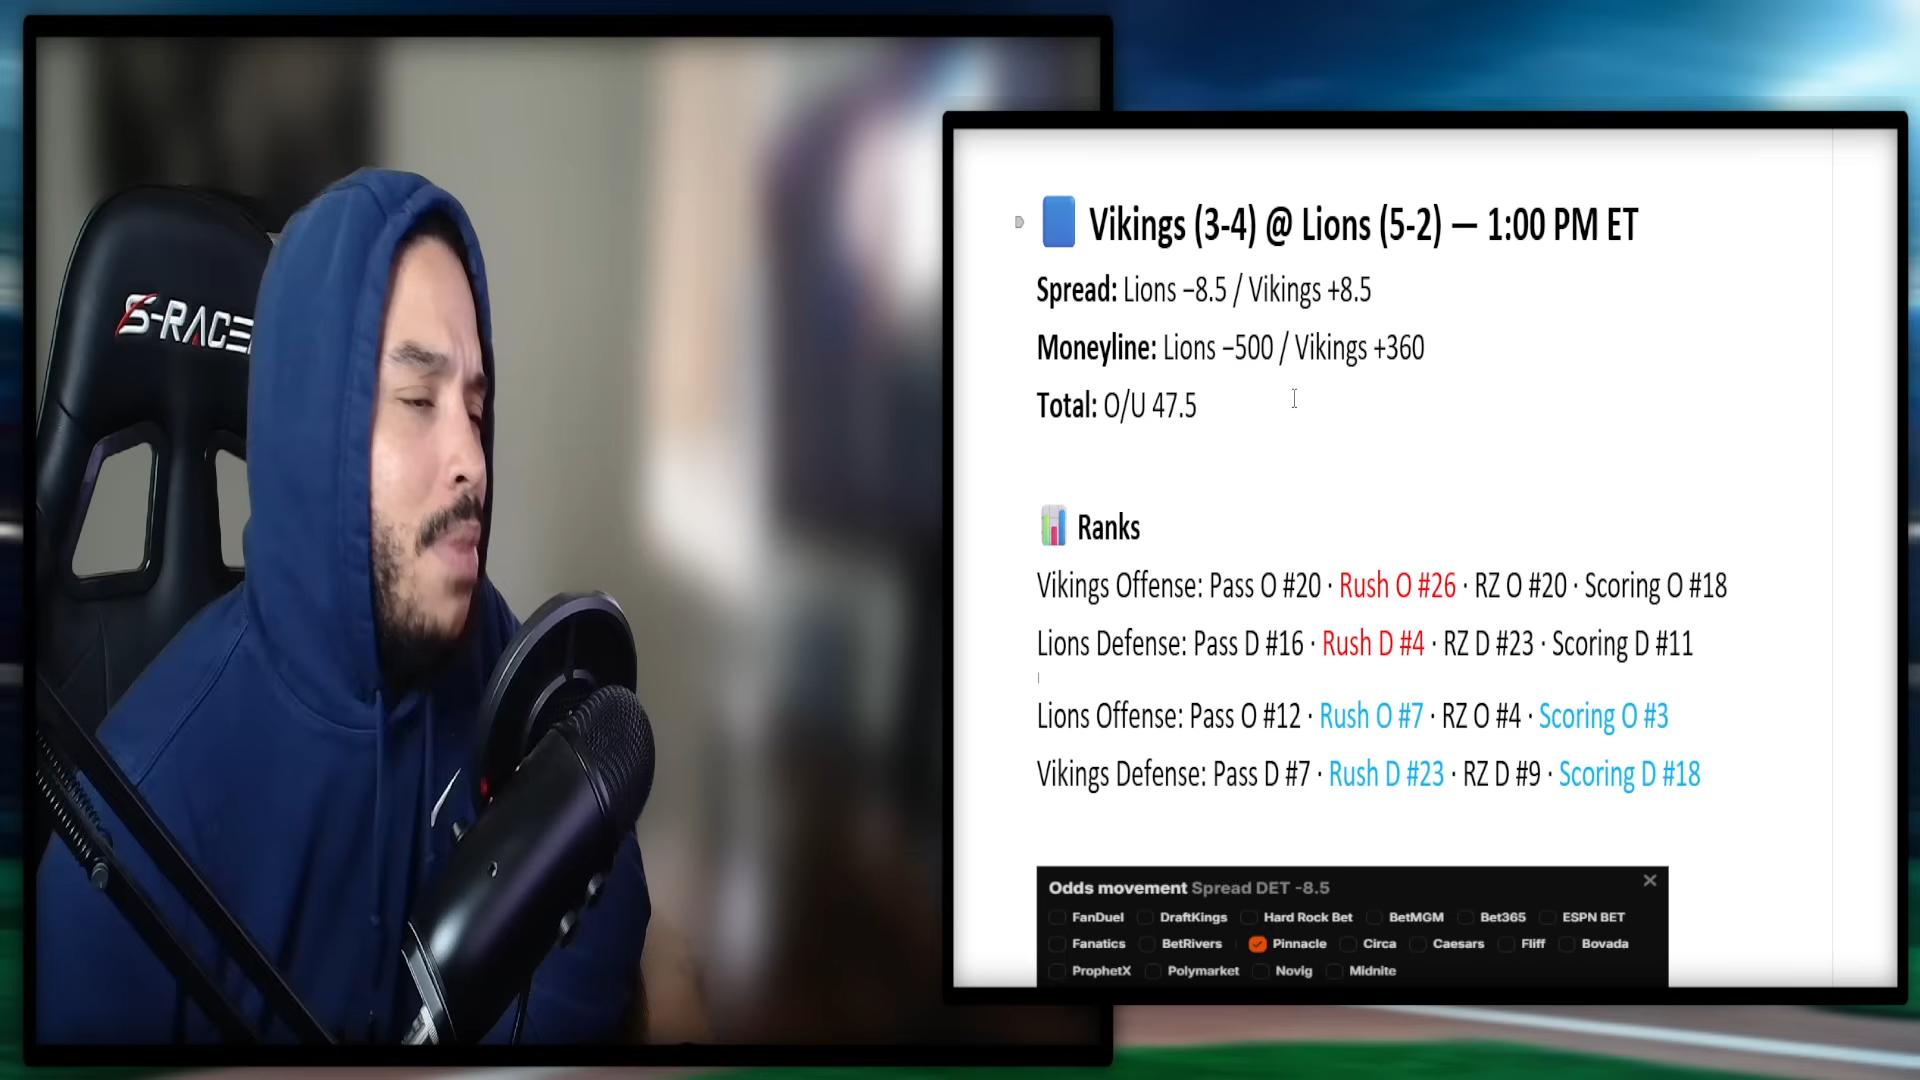 S-RACE
Vikings (3-4) @ Lions (5-2) — 1:00 PM ET
Spread: Lions −8.5 / Vikings +8.5
Moneyline: Lions −500 / Vikings +360
Total: O/U 47.5
Ranks
Vikings Offense: Pass O #20 · Rush O #26 · RZ O #20 · Scoring O #18
Lions Defense: Pass D #16 · Rush D #4 · RZ D #23 · Scoring D #11
Lions Offense: Pass O #12 · Rush O #7 · RZ O #4 · Scoring O #3
Vikings Defense: Pass D #7 · Rush D #23 · RZ D #9 · Scoring D #18
Odds movement Spread DET -8.5
FanDuel DraftKings Hard Rock Bet BetMGM Bet365 ESPN BET
Fanatics BetRivers Pinnacle Circa Caesars Fliff Bovada
ProphetX Polymarket Novig Midnite